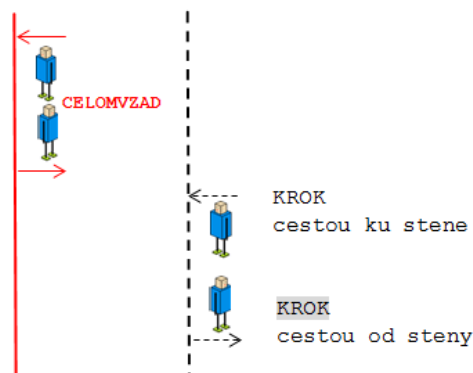 CELOMVZAD
KROK
cestou ku stene
KROK
cestou od steny